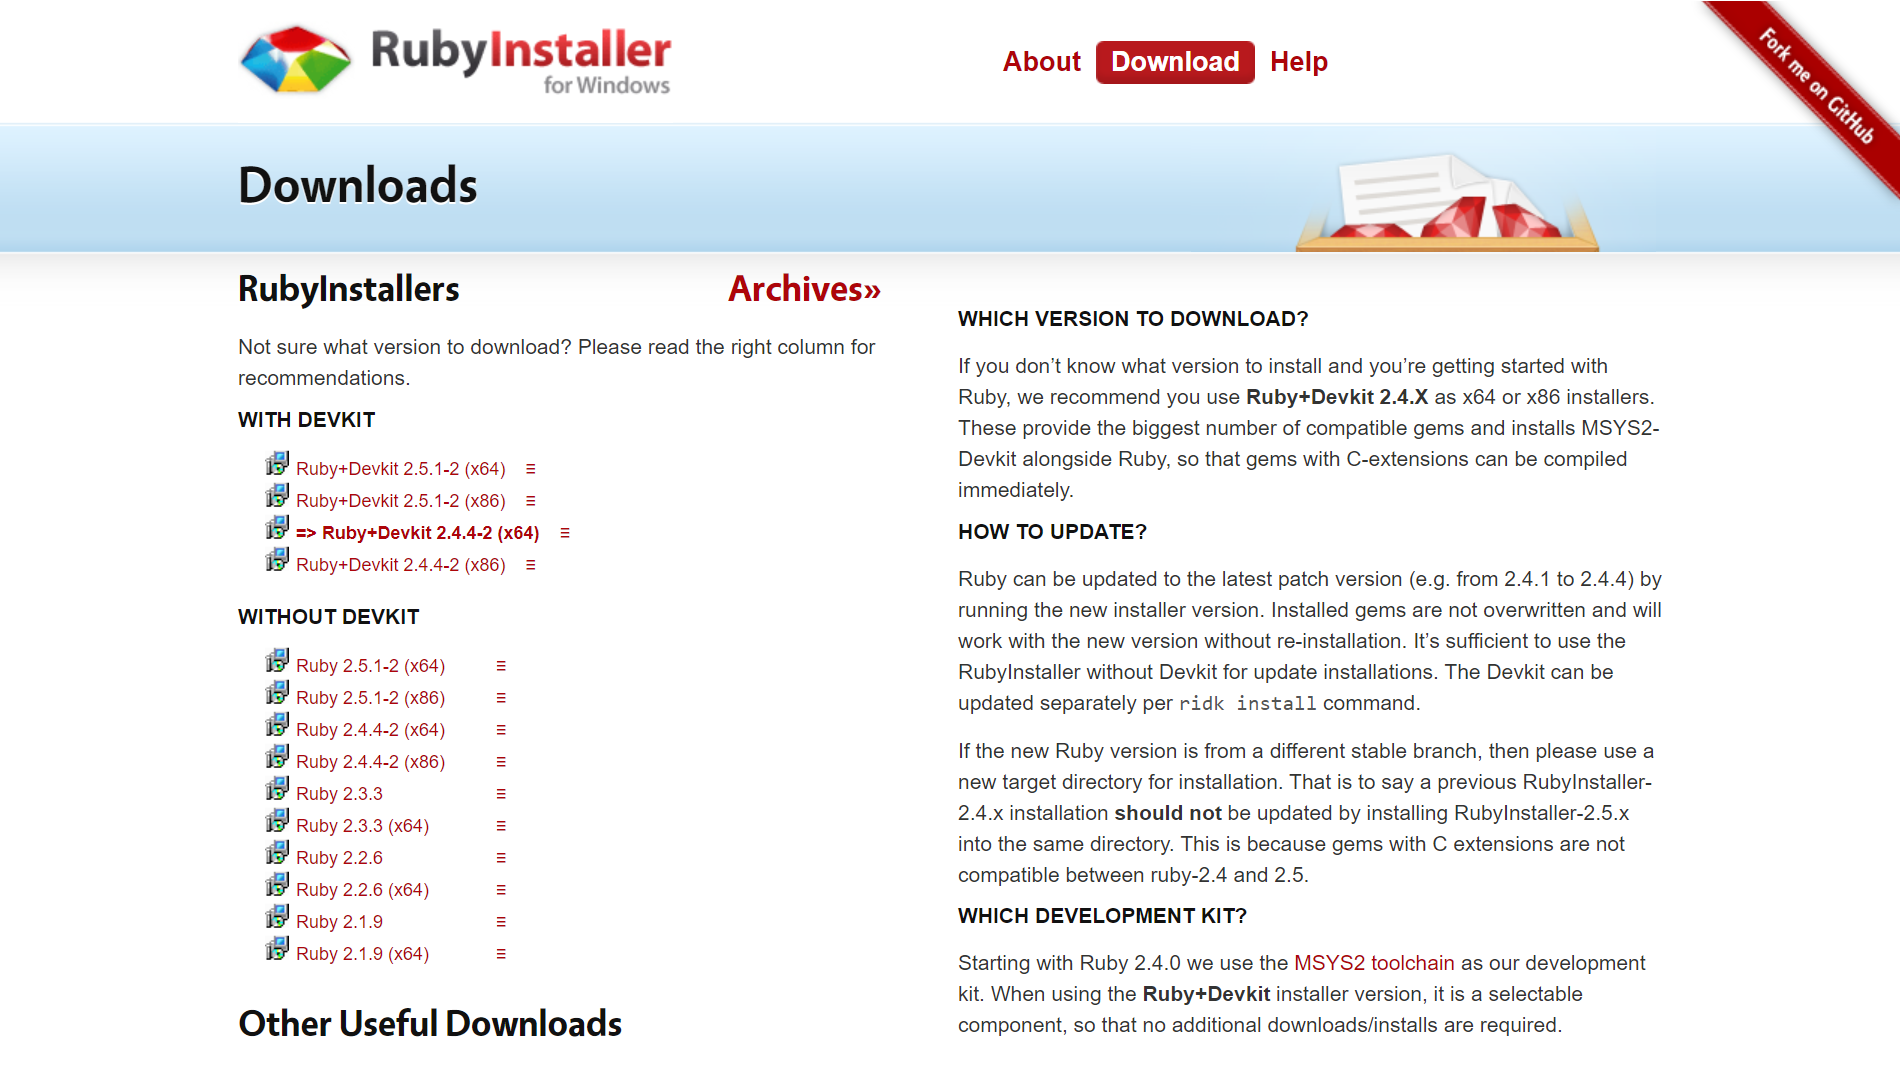 RubyInstaller
for Windows
About Download Help
Fork me on GitHub
Downloads
RubyInstallers
Archives»
Not sure what version to download? Please read the right column for
recommendations.
WITH DEVKIT
Ruby+Devkit 2.5.1-2 (x64) ≡
Ruby+Devkit 2.5.1-2 (x86) ≡
=> Ruby+Devkit 2.4.4-2 (x64) ≡
Ruby+Devkit 2.4.4-2 (x86) ≡
WITHOUT DEVKIT
Ruby 2.5.1-2 (x64) ≡
Ruby 2.5.1-2 (x86) ≡
Ruby 2.4.4-2 (x64) ≡
Ruby 2.4.4-2 (x86) ≡
Ruby 2.3.3 ≡
Ruby 2.3.3 (x64) ≡
Ruby 2.2.6 ≡
Ruby 2.2.6 (x64) ≡
Ruby 2.1.9 ≡
Ruby 2.1.9 (x64) ≡
Other Useful Downloads
WHICH VERSION TO DOWNLOAD?
If you don’t know what version to install and you’re getting started with
Ruby, we recommend you use Ruby+Devkit 2.4.X as x64 or x86 installers.
These provide the biggest number of compatible gems and installs MSYS2-
Devkit alongside Ruby, so that gems with C-extensions can be compiled
immediately.
HOW TO UPDATE?
Ruby can be updated to the latest patch version (e.g. from 2.4.1 to 2.4.4) by
running the new installer version. Installed gems are not overwritten and will
work with the new version without re-installation. It’s sufficient to use the
RubyInstaller without Devkit for update installations. The Devkit can be
updated separately per ridk install command.
If the new Ruby version is from a different stable branch, then please use a
new target directory for installation. That is to say a previous RubyInstaller-
2.4.x installation should not be updated by installing RubyInstaller-2.5.x
into the same directory. This is because gems with C extensions are not
compatible between ruby-2.4 and 2.5.
WHICH DEVELOPMENT KIT?
Starting with Ruby 2.4.0 we use the MSYS2 toolchain as our development
kit. When using the Ruby+Devkit installer version, it is a selectable
component, so that no additional downloads/installs are required.